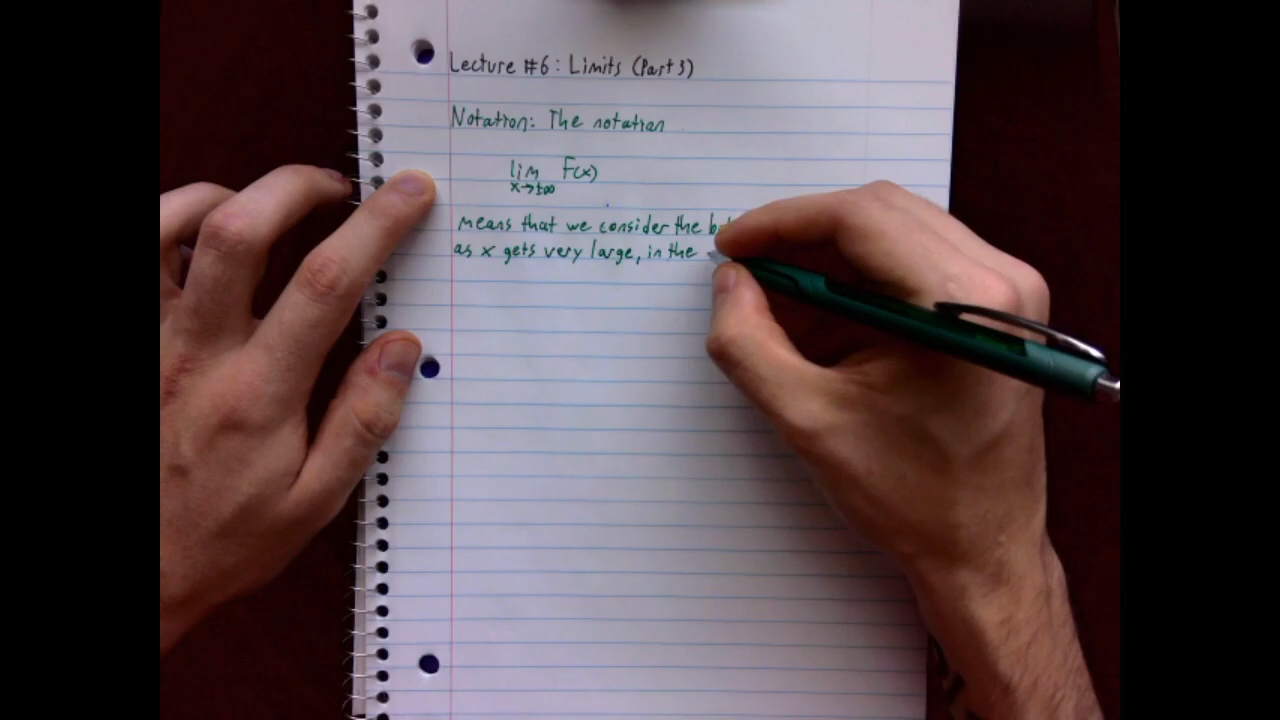 Lecture #6: Limits (Part 3)
Notation: The notation
lim F(x)
x→±∞
means that we consider the
as x gets very large, in the